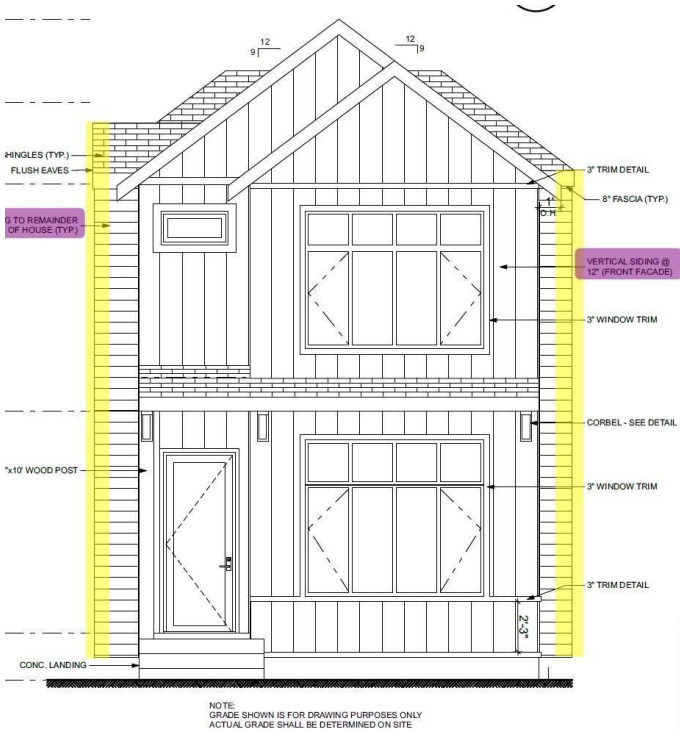 12
9
12
9
HINGLES (TYP.)
FLUSH EAVES
G TO REMAINDER
OF HOUSE (TYP.)
"x10' WOOD POST
CONC. LANDING
3" TRIM DETAIL
8" FASCIA (TYP.)
1'
O.H.
VERTICAL SIDING @
12" (FRONT FACADE)
3" WINDOW TRIM
CORBEL - SEE DETAIL
3" WINDOW TRIM
3" TRIM DETAIL
2'-3"
NOTE:
GRADE SHOWN IS FOR DRAWING PURPOSES ONLY
ACTUAL GRADE SHALL BE DETERMINED ON SITE